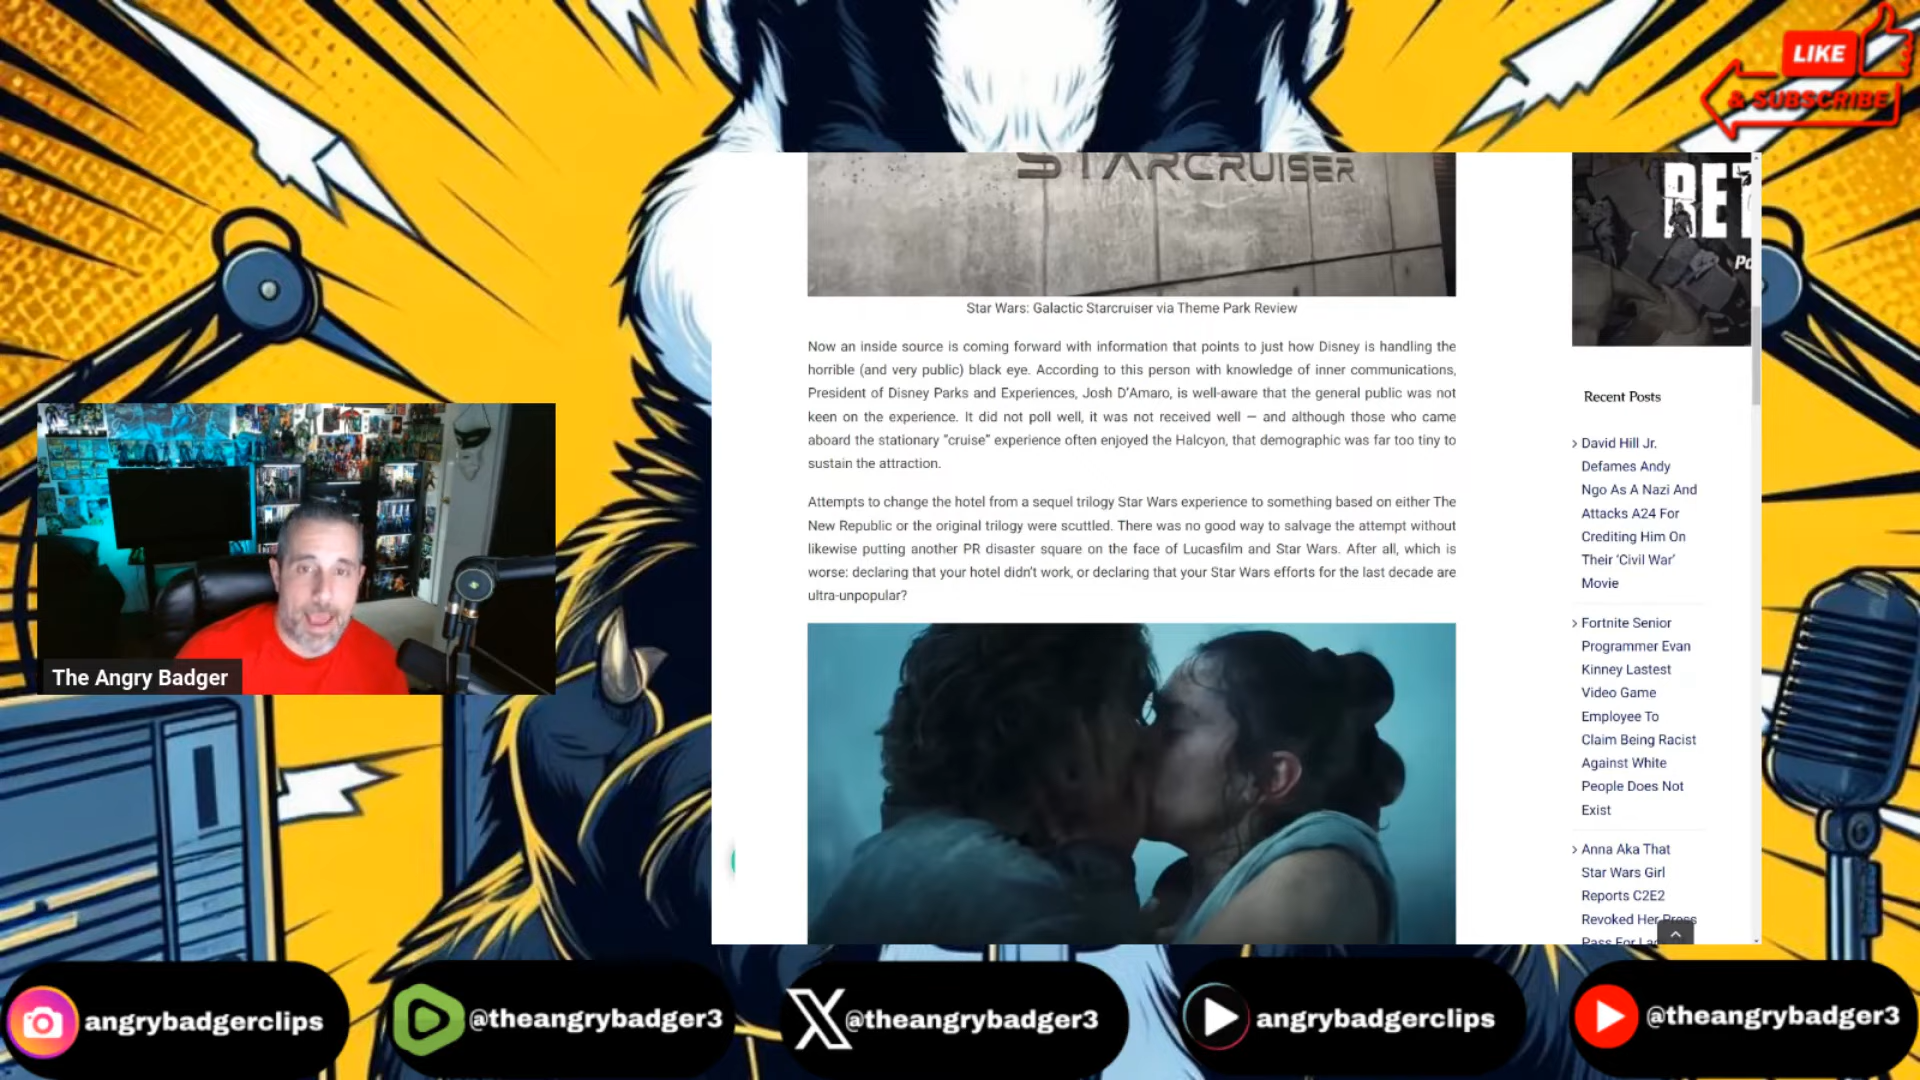 LIKE
& SUBSCRIBE
STARCRUISER
Star Wars: Galactic Starcruiser via Theme Park Review
Now an inside source is coming forward with information that points to just how Disney is handling the
horrible (and very public) black eye. According to this person with knowledge of inner communications,
President of Disney Parks and Experiences, Josh D’Amaro, is well-aware that the general public was not
keen on the experience. It did not poll well, it was not received well — and although those who came
aboard the stationary “cruise” experience often enjoyed the Halcyon, that demographic was far too tiny to
sustain the attraction.
Attempts to change the hotel from a sequel trilogy Star Wars experience to something based on either The
New Republic or the original trilogy were scuttled. There was no good way to salvage the attempt without
likewise putting another PR disaster square on the face of Lucasfilm and Star Wars. After all, which is
worse: declaring that your hotel didn’t work, or declaring that your Star Wars efforts for the last decade are
ultra-unpopular?
Recent Posts
David Hill Jr.
Defames Andy
Ngo As A Nazi And
Attacks A24 For
Crediting Him On
Their ‘Civil War’
Movie
Fortnite Senior
Programmer Evan
Kinney Lastest
Video Game
Employee To
Claim Being Racist
Against White
People Does Not
Exist
Anna Aka That
Star Wars Girl
Reports C2E2
Revoked Her Press
Pass For
The Angry Badger
angrybadgerclips
@theangrybadger3
@theangrybadger3
angrybadgerclips
@theangrybadger3